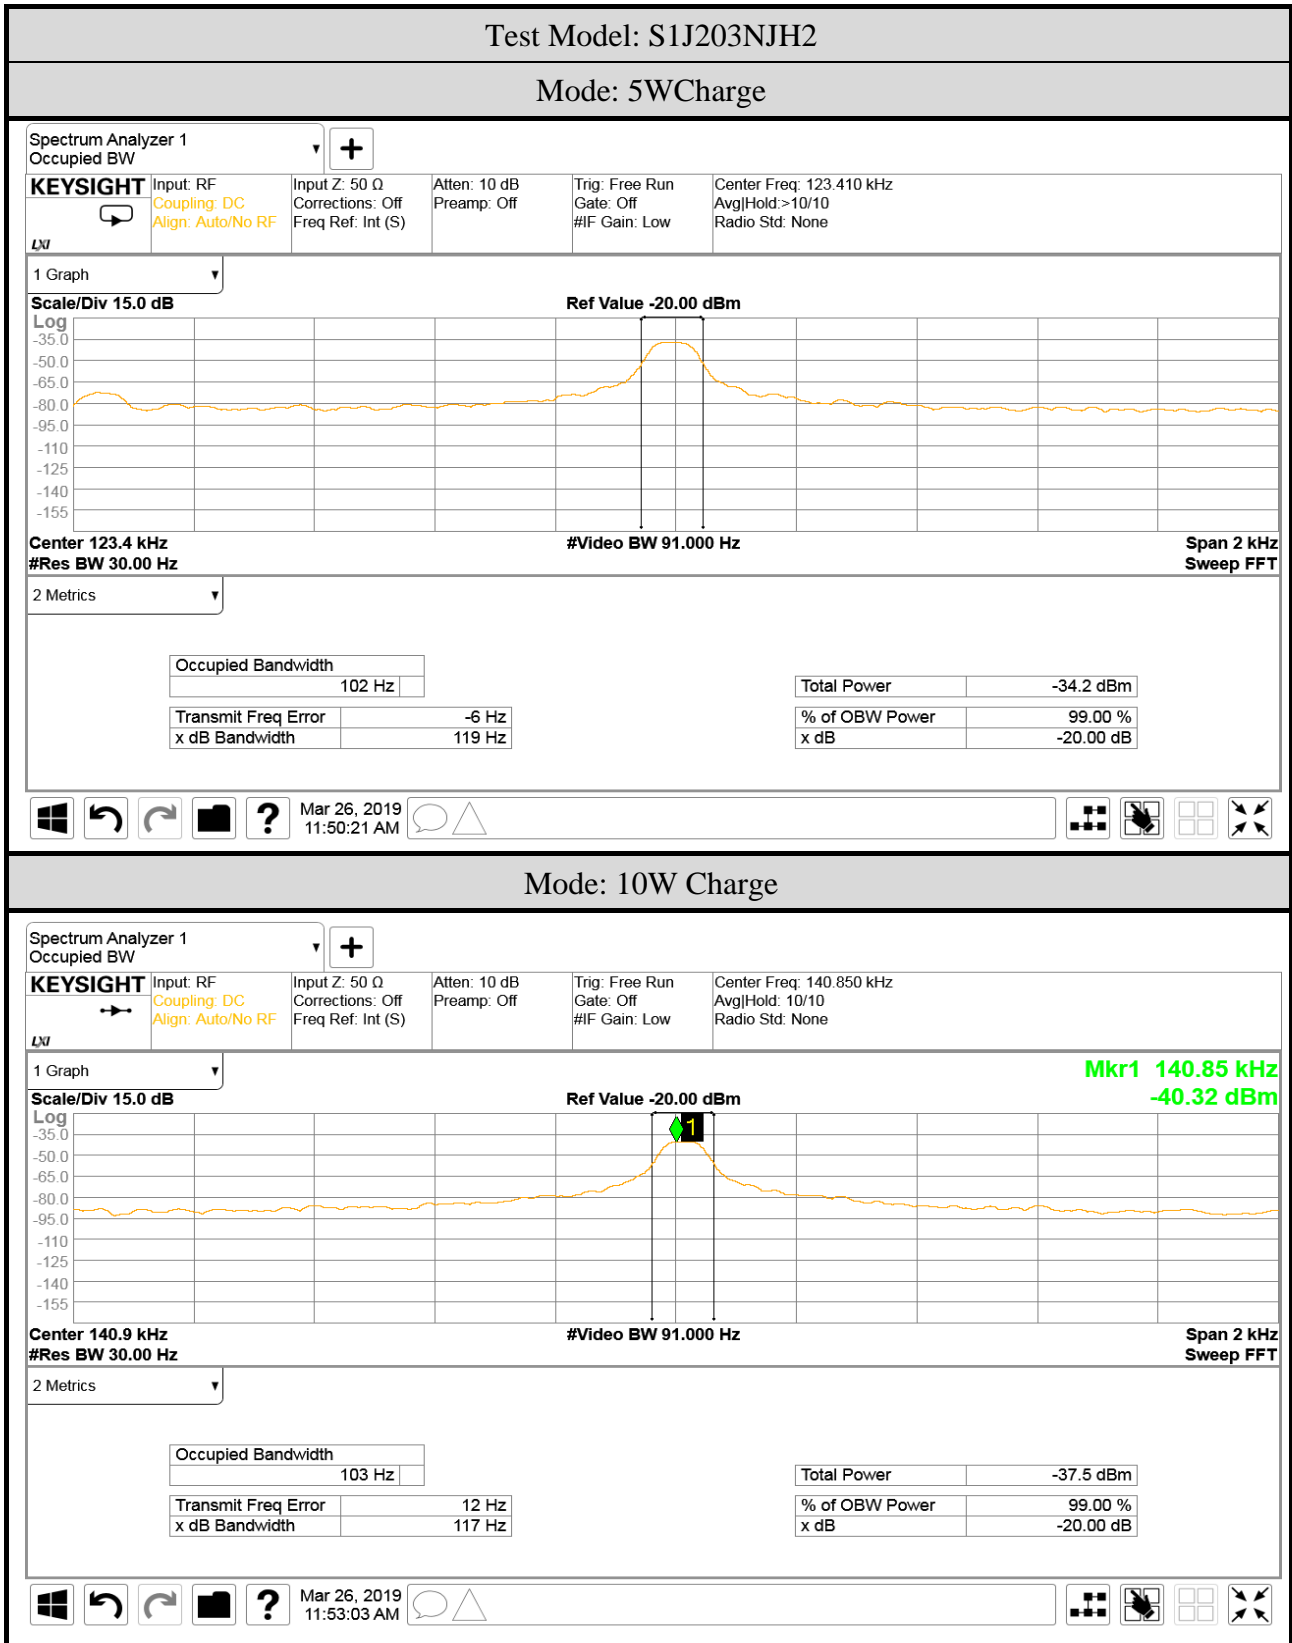 Test Model: S1J203NJH2
Mode: 5WCharge
Spectrum Analyzer 1
Occupied BW
KEYSIGHT
LXI
Input: RF
Coupling: DC
Align: Auto/No RF
Input Z: 50 Ω
Corrections: Off
Freq Ref: Int (S)
Atten: 10 dB
Preamp: Off
Trig: Free Run
Gate: Off
#IF Gain: Low
Center Freq: 123.410 kHz
Avg|Hold:>10/10
Radio Std: None
1 Graph
Scale/Div 15.0 dB
Ref Value -20.00 dBm
Log
-35.0
-50.0
-65.0
-80.0
-95.0
-110
-125
-140
-155
Center 123.4 kHz
#Video BW 91.000 Hz
Span 2 kHz
#Res BW 30.00 Hz
Sweep FFT
2 Metrics
Occupied Bandwidth
102 Hz
Total Power -34.2 dBm
Transmit Freq Error -6 Hz
% of OBW Power 99.00 %
x dB Bandwidth 119 Hz
x dB -20.00 dB
?
Mar 26, 2019
11:50:21 AM
Mode: 10W Charge
Spectrum Analyzer 1
Occupied BW
KEYSIGHT
LXI
Input: RF
Coupling: DC
Align: Auto/No RF
Input Z: 50 Ω
Corrections: Off
Freq Ref: Int (S)
Atten: 10 dB
Preamp: Off
Trig: Free Run
Gate: Off
#IF Gain: Low
Center Freq: 140.850 kHz
Avg|Hold: 10/10
Radio Std: None
1 Graph
Mkr1 140.85 kHz
-40.32 dBm
Scale/Div 15.0 dB
Ref Value -20.00 dBm
Log
1
-35.0
-50.0
-65.0
-80.0
-95.0
-110
-125
-140
-155
Center 140.9 kHz
#Video BW 91.000 Hz
Span 2 kHz
#Res BW 30.00 Hz
Sweep FFT
2 Metrics
Occupied Bandwidth
103 Hz
Total Power -37.5 dBm
Transmit Freq Error 12 Hz
% of OBW Power 99.00 %
x dB Bandwidth 117 Hz
x dB -20.00 dB
?
Mar 26, 2019
11:53:03 AM